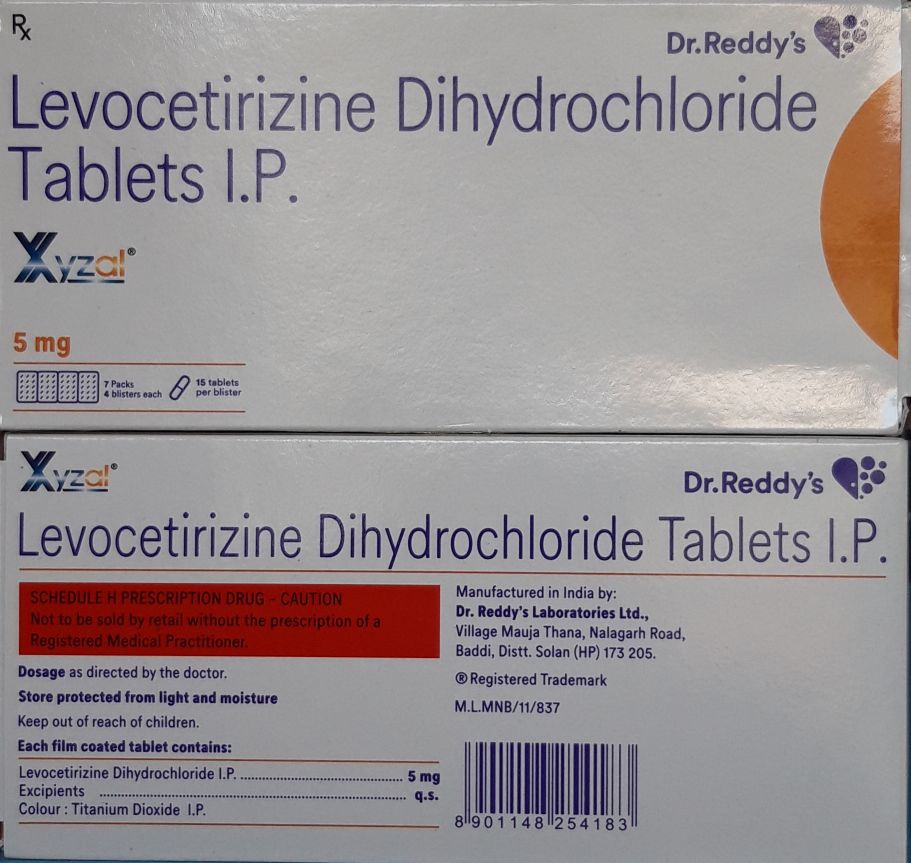 Rx
Dr.Reddy's
Levocetirizine Dihydrochloride
Tablets I.P.
Xyzal®
5 mg
7 Packs
4 blisters each
15 tablets
per blister
Xyzal®
Dr.Reddy's
Levocetirizine Dihydrochloride Tablets I.P.
SCHEDULE H PRESCRIPTION DRUG - CAUTION
Not to be sold by retail without the prescription of a
Registered Medical Practitioner.
Dosage as directed by the doctor.
Store protected from light and moisture
Keep out of reach of children.
Each film coated tablet contains:
Levocetirizine Dihydrochloride I.P. ........................................ 5 mg
Excipients ............................................................................ q.s.
Colour : Titanium Dioxide I.P.
Manufactured in India by:
Dr. Reddy's Laboratories Ltd.,
Village Mauja Thana, Nalagarh Road,
Baddi, Distt. Solan (HP) 173 205.
® Registered Trademark
M.L.MNB/11/837
8 901148 254183